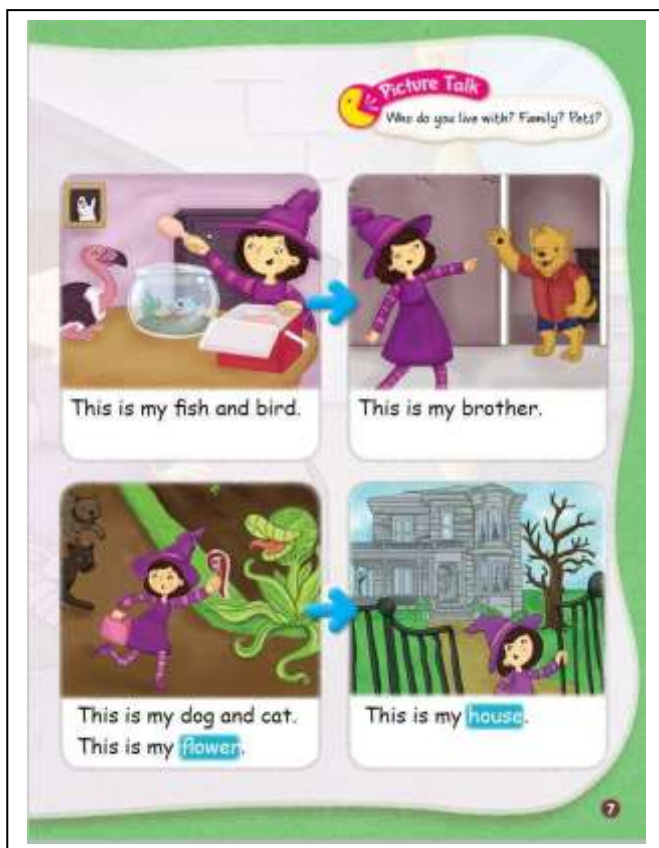 Picture Talk
Who do you live with? Family? Pets?
This is my fish and bird.
This is my brother.
This is my dog and cat.
This is my flower.
This is my house.
7